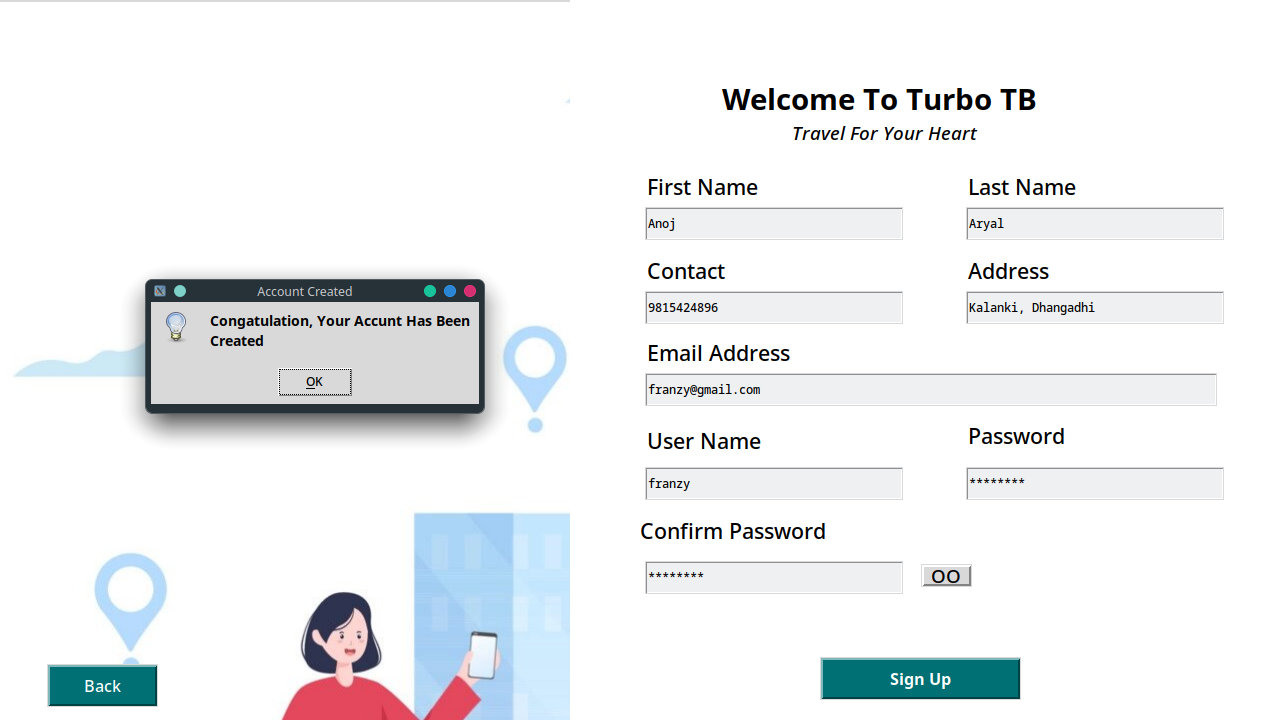 Welcome To Turbo TB
Travel For Your Heart
First Name
Last Name
Anoj
Aryal
Contact
Address
9815424896
Kalanki, Dhangadhi
Email Address
franzy@gmail.com
User Name
Password
franzy
********
Confirm Password
********
OO
Sign Up
Account Created
Congatulation, Your Accunt Has Been
Created
OK
Back